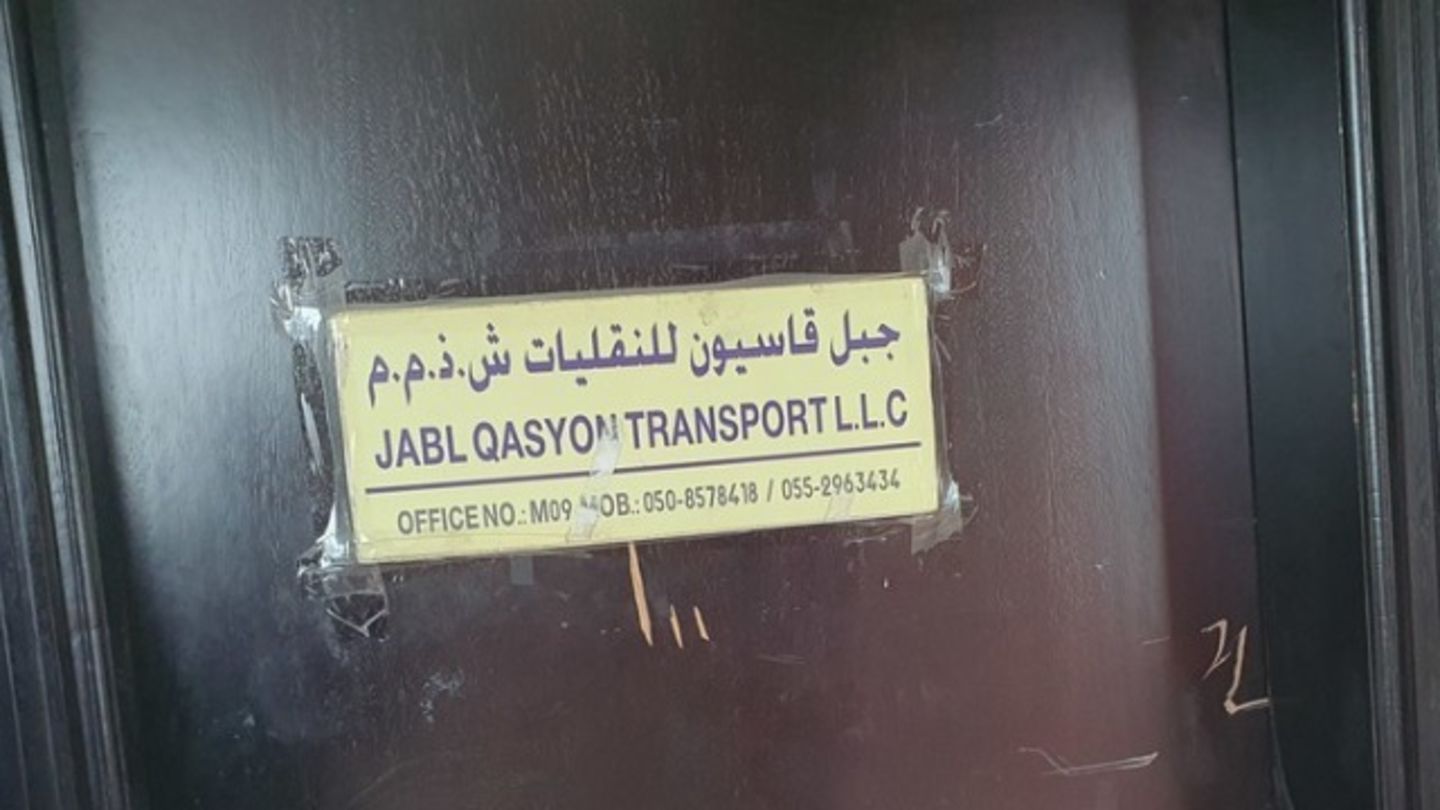 جبل قاسيون للنقليات ش.ذ.م.م
JABL QASYON TRANSPORT L.L.C
OFFICE NO.: M09 MOB.: 050-8578418 / 055-2963434